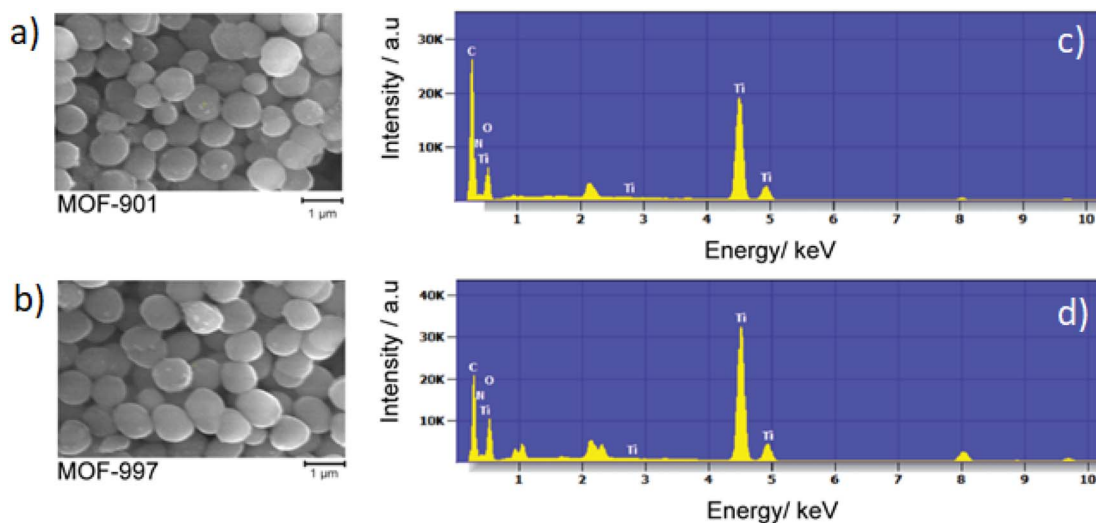 a)
MOF-901
1 µm
b)
MOF-997
1 µm
c)
Intensity / a.u
30K
20K
10K
C
N
O
Ti
Ti
Ti
Ti
1 2 3 4 5 6 7 8 9 10
Energy/ keV
d)
Intensity / a.u
40K
30K
20K
10K
C
N
O
Ti
Ti
Ti
Ti
1 2 3 4 5 6 7 8 9 10
Energy/ keV